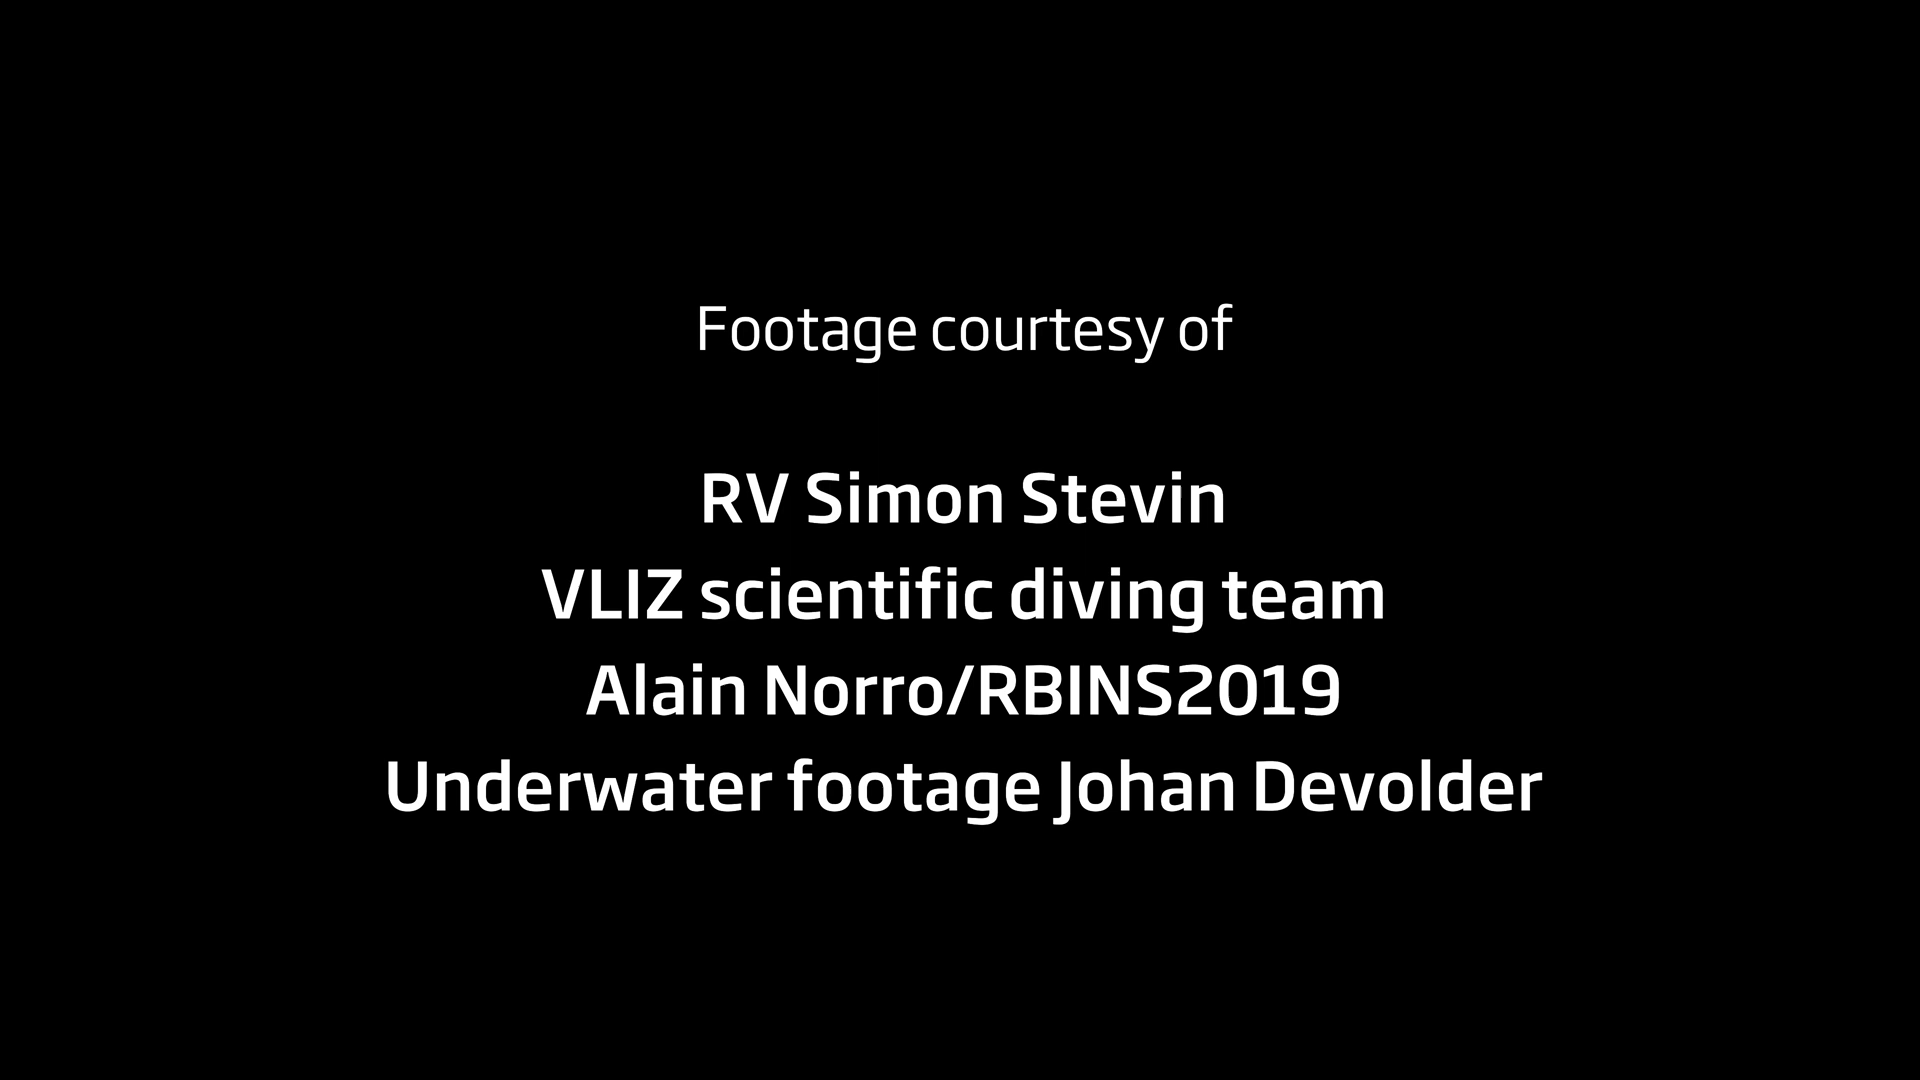 Footage courtesy of
RV Simon Stevin
VLIZ scientific diving team
Alain Norro/RBINS2019
Underwater footage Johan Devolder